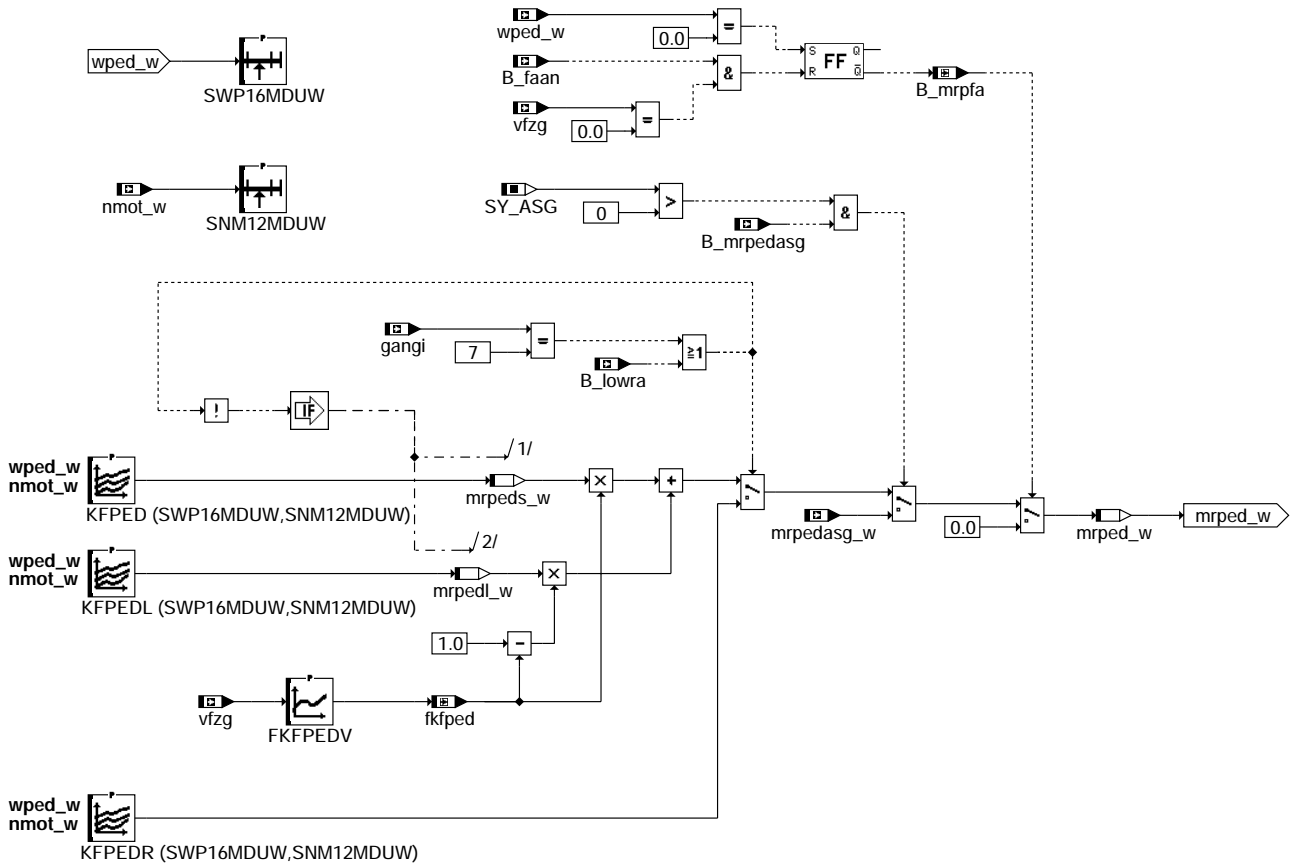 wped_w
P
SWP16MDUW
nmot_w
P
SNM12MDUW
wped_w
0.0
=
B_faan
&
vfzg
0.0
=
S Q
FF
R Q
B_mrpfa
SY_ASG
0
>
B_mrpedasg
&
gangi
7
=
B_lowra
≥1
!
IF
/1/
wped_w
nmot_w
P
KFPED (SWP16MDUW,SNM12MDUW)
mrpeds_w
×
+
mrpedasg_w
0.0
mrped_w
mrped_w
/2/
wped_w
nmot_w
P
KFPEDL (SWP16MDUW,SNM12MDUW)
mrpedl_w
×
1.0
-
vfzg
P
FKFPEDV
fkfped
wped_w
nmot_w
P
KFPEDR (SWP16MDUW,SNM12MDUW)